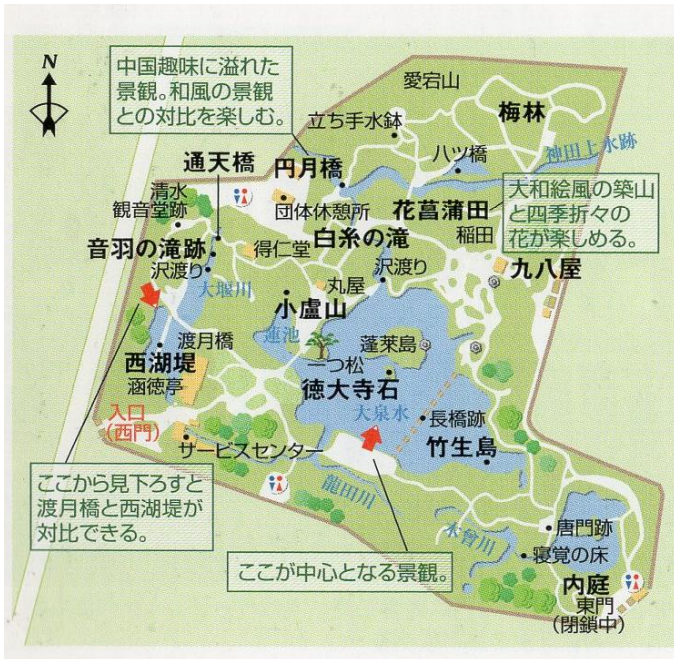 N
中国趣味に溢れた
景観。和風の景観
との対比を楽しむ。
愛宕山
梅林
立ち手水鉢
神田上水跡
八ツ橋
通天橋
円月橋
清水
観音堂跡
団体休憩所
花菖蒲田
大和絵風の築山
と四季折々の
花が楽しめる。
稲田
音羽の滝跡
得仁堂
白糸の滝
沢渡り
沢渡り
九八屋
大堰川
丸屋
小盧山
渡月橋
蓮池
蓬莱島
一つ松
西湖堤
涵徳亭
徳大寺石
大泉水
長橋跡
入口
(西門)
サービスセンター
竹生島
ここから見下ろすと
渡月橋と西湖堤が
対比できる。
龍田川
木曾川
唐門跡
寝覚の床
ここが中心となる景観。
内庭
東門
(閉鎖中)